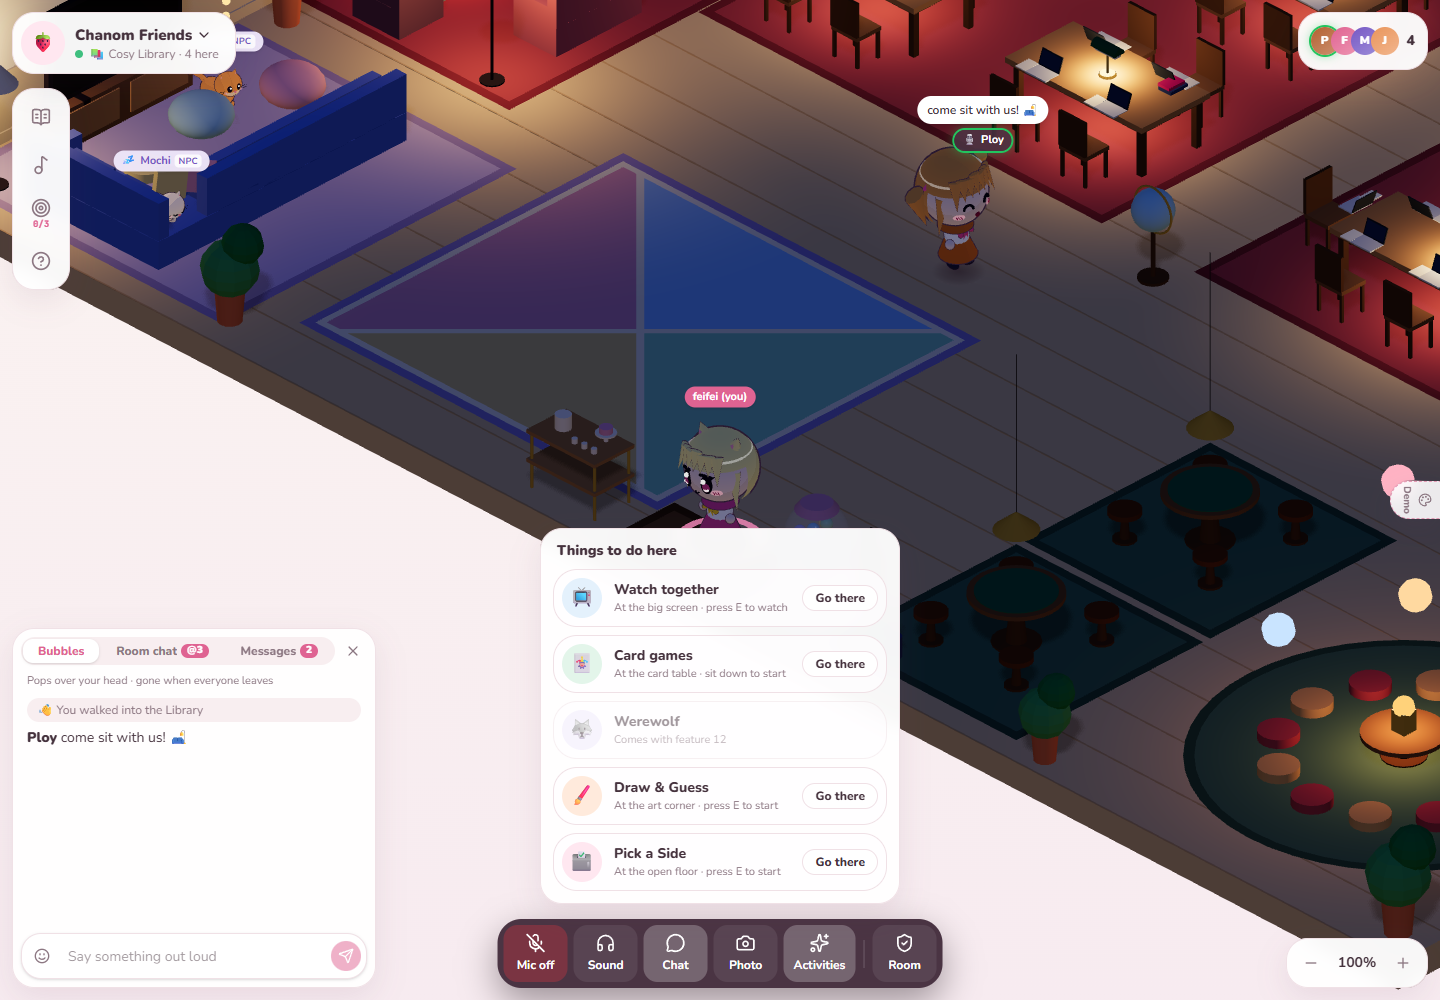 Chanom Friends
Cosy Library · 4 here
NPC
P F M J 4
0/3
Mochi NPC
come sit with us!
Ploy
feifei (you)
Demo
Things to do here
Watch together
At the big screen · press E to watch
Go there
Card games
At the card table · sit down to start
Go there
Werewolf
Comes with feature 12
Draw & Guess
At the art corner · press E to start
Go there
Pick a Side
At the open floor · press E to start
Go there
Bubbles
Room chat @3
Messages 2
Pops over your head · gone when everyone leaves
You walked into the Library
Ploy come sit with us!
Say something out loud
Mic off
Sound
Chat
Photo
Activities
Room
100%